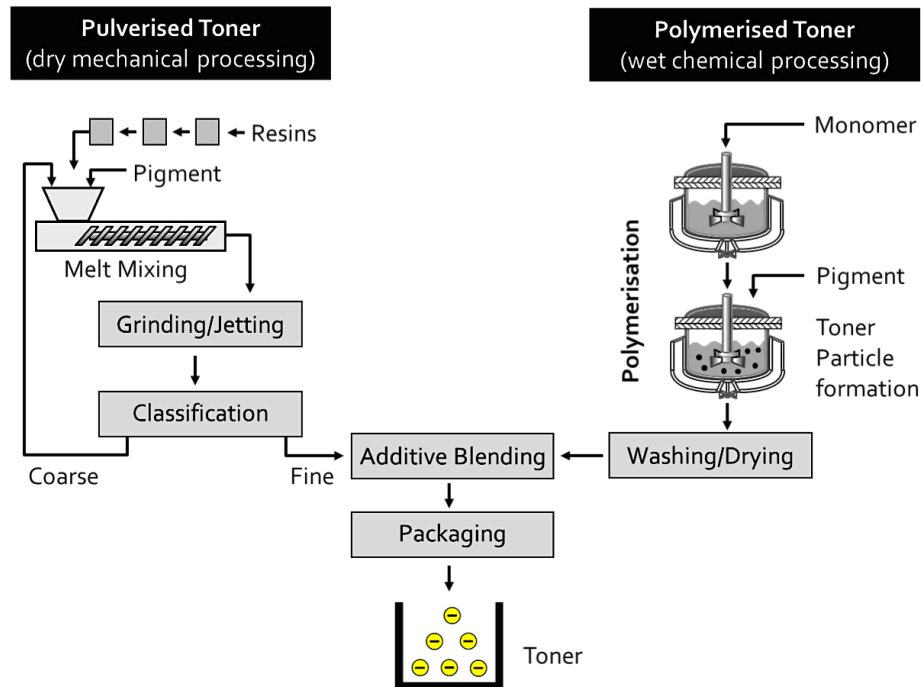 Pulverised Toner
(dry mechanical processing)
Polymerised Toner
(wet chemical processing)
Resins
Pigment
Melt Mixing
Grinding/Jetting
Classification
Coarse
Fine
Monomer
Polymerisation
Pigment
Toner
Particle
formation
Washing/Drying
Additive Blending
Packaging
Toner